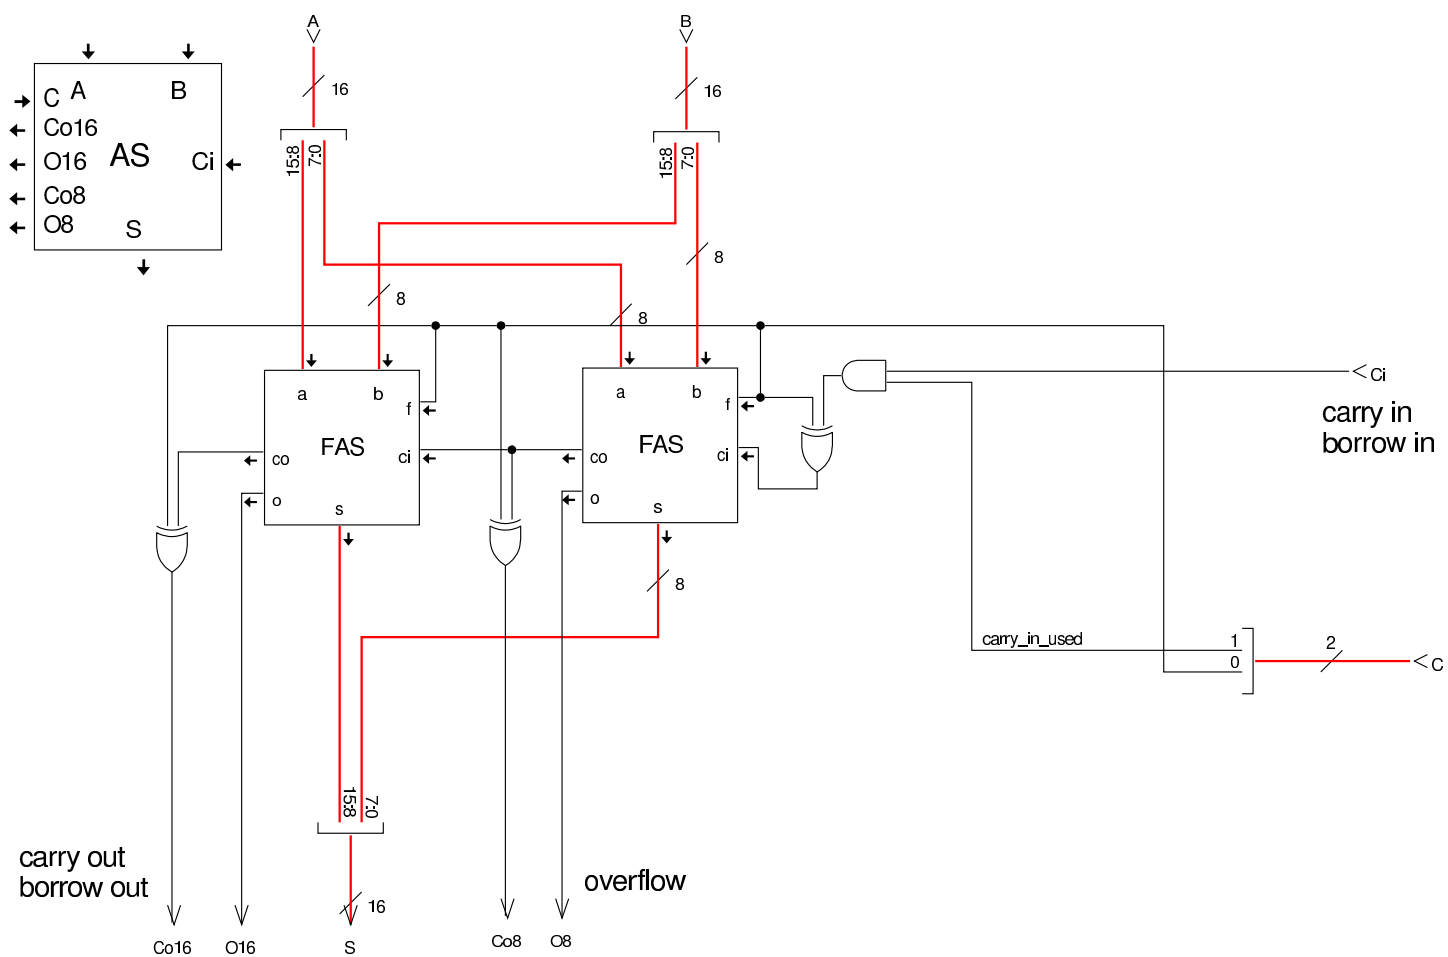 A
B
C A B
Co16
O16 AS Ci
Co8
O8
S
16
16
15:8
7:0
15:8
7:0
8
8
8
a b
f
FAS
co ci
o
s
a b
f
FAS
co ci
o
s
Ci
carry in
borrow in
8
carry_in_used
1
0
2
C
15:8
7:0
carry out
borrow out
overflow
16
Co16
O16
S
Co8
O8